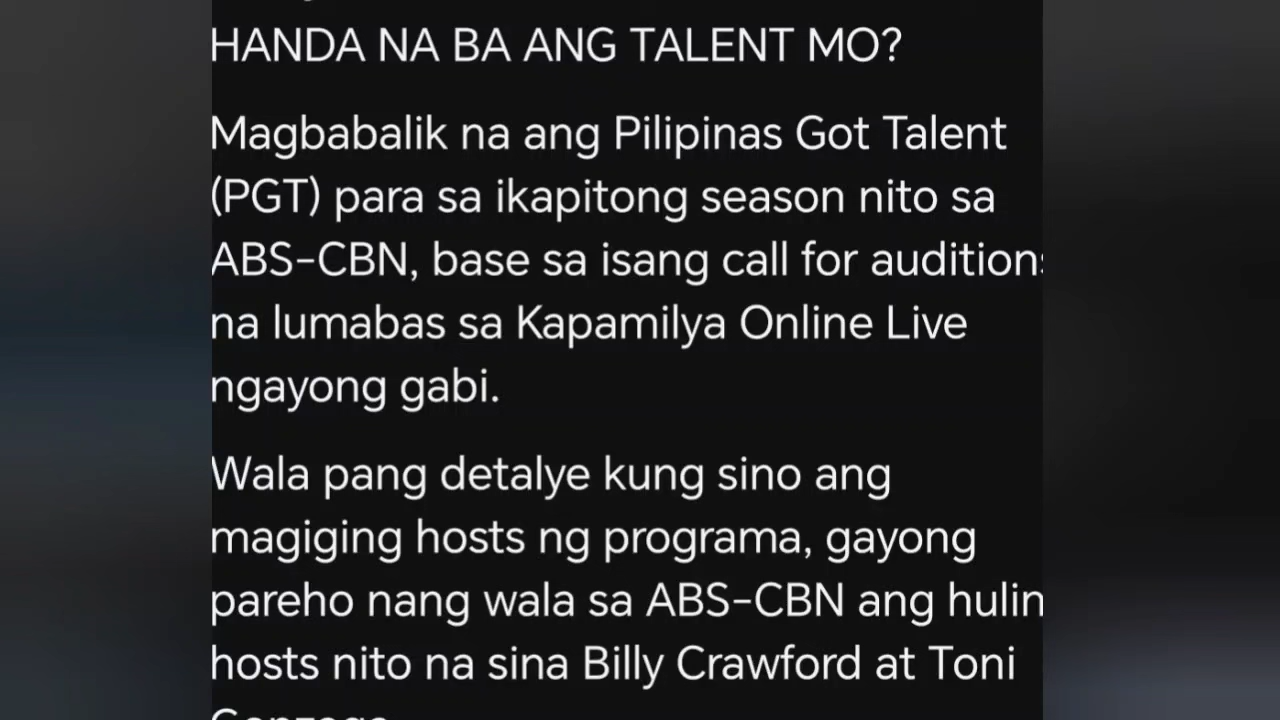 HANDA NA BA ANG TALENT MO?
Magbabalik na ang Pilipinas Got Talent
(PGT) para sa ikapitong season nito sa
ABS-CBN, base sa isang call for auditions
na lumabas sa Kapamilya Online Live
ngayong gabi.
Wala pang detalye kung sino ang
magiging hosts ng programa, gayong
pareho nang wala sa ABS-CBN ang hulin
hosts nito na sina Billy Crawford at Toni